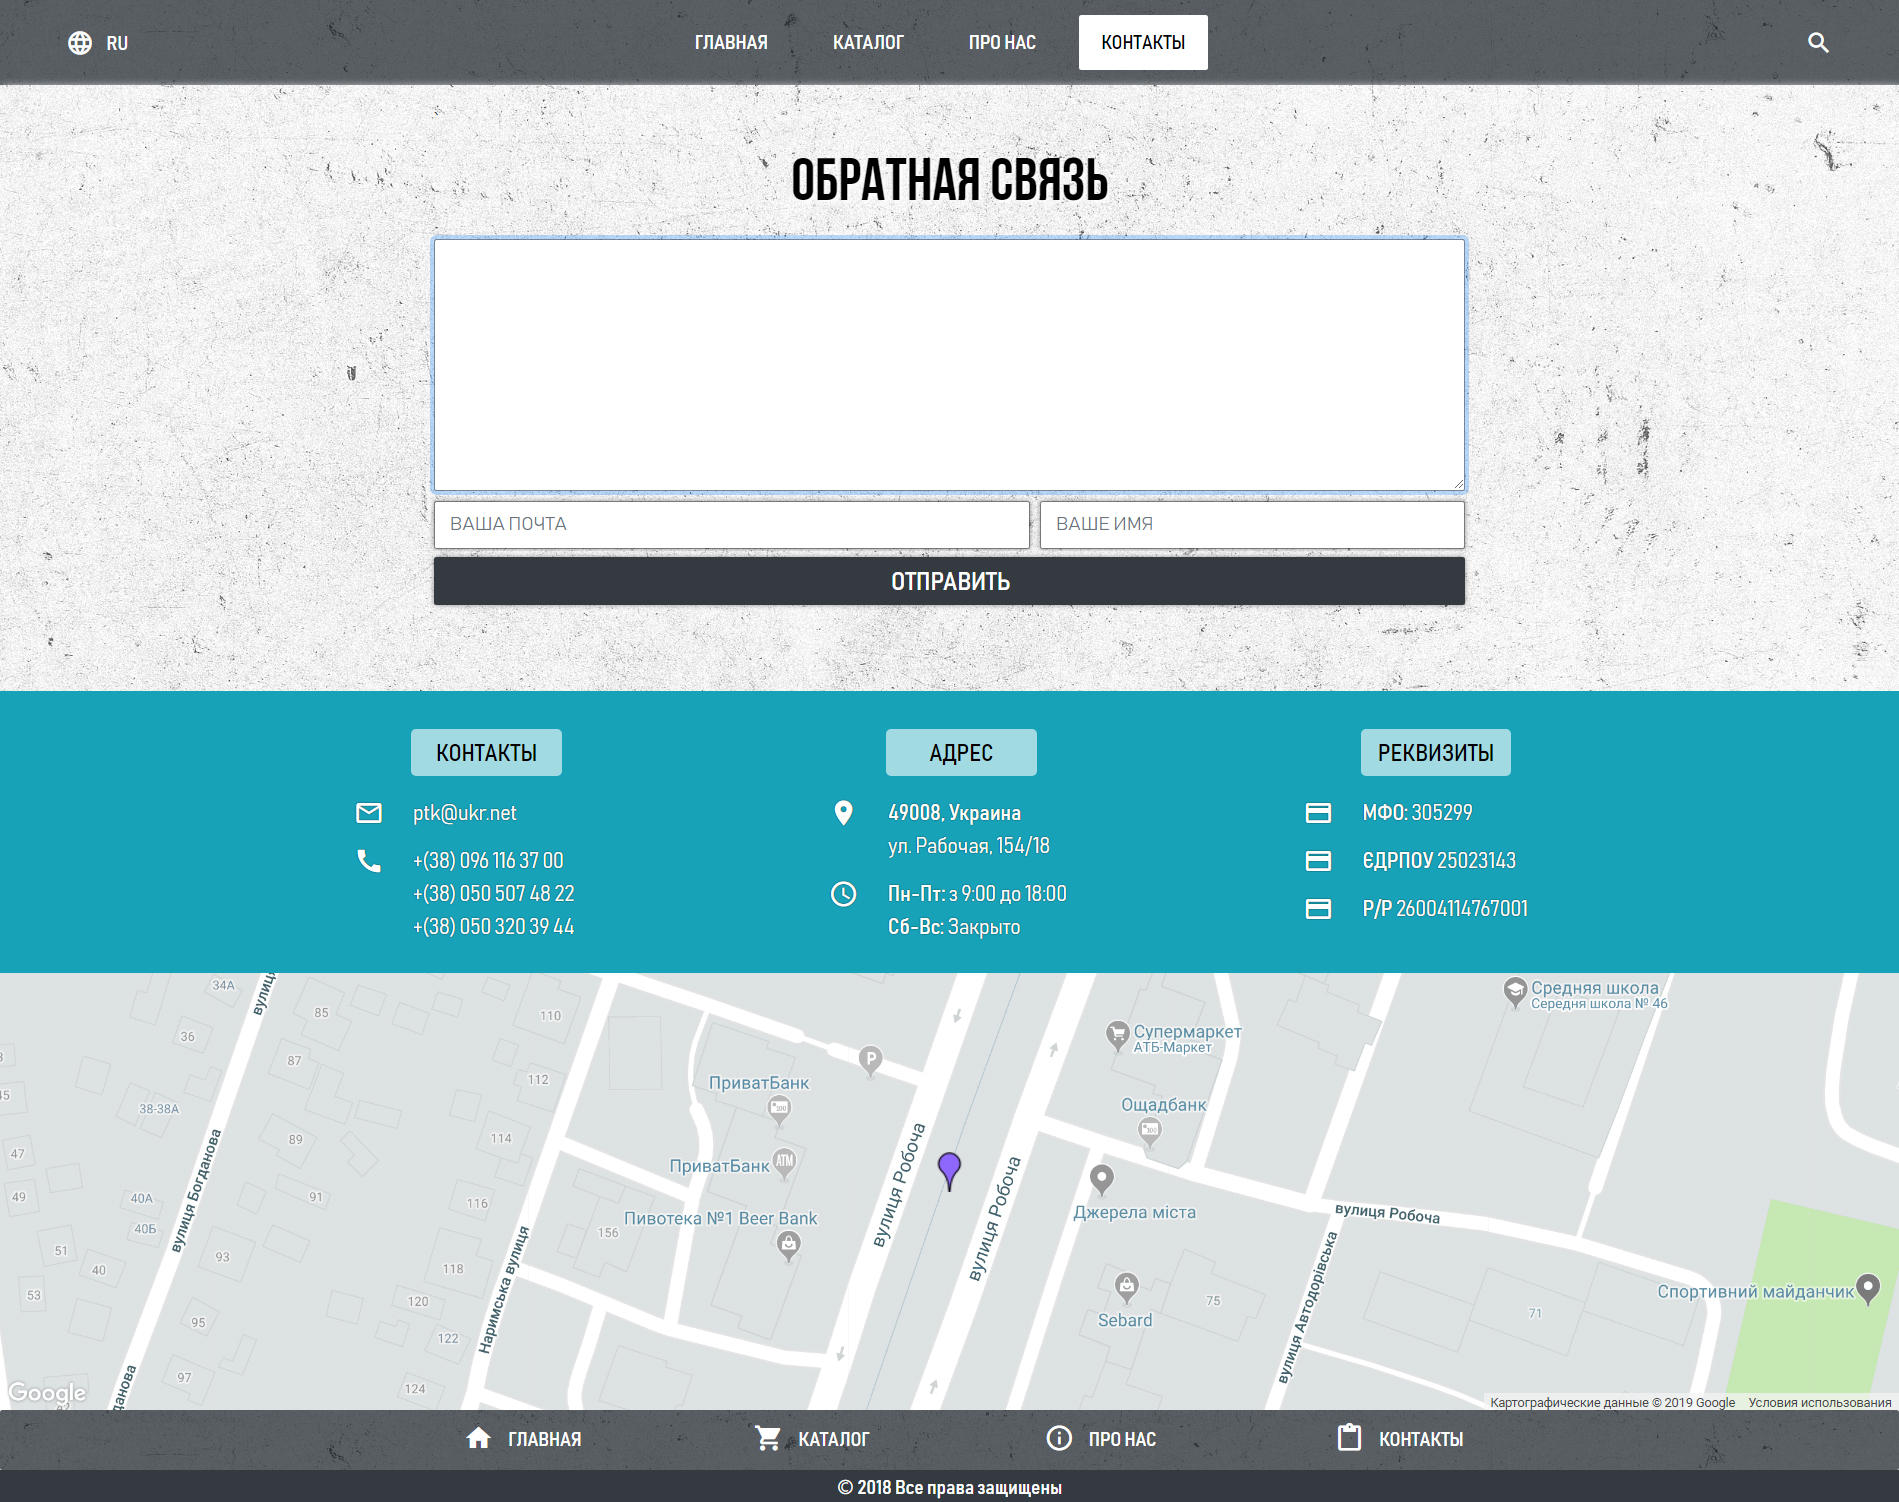 RU
ГЛАВНАЯ
КАТАЛОГ
ПРО НАС
КОНТАКТЫ
ОБРАТНАЯ СВЯЗЬ
ВАША ПОЧТА
ВАШЕ ИМЯ
ОТПРАВИТЬ
КОНТАКТЫ
ptk@ukr.net
+(38) 096 116 37 00
+(38) 050 507 48 22
+(38) 050 320 39 44
АДРЕС
49008, Украина
ул. Рабочая, 154/18
Пн-Пт: з 9:00 до 18:00
Сб-Вс: Закрыто
РЕКВИЗИТЫ
МФО: 305299
ЄДРПОУ 25023143
Р/Р 26004114767001
34А
85
110
36
87
112
38-38А
89
114
47
49
40А
91
116
40Б
51
93
156
40
118
53
120
95
122
97
124
75
71
вулиця Богданова
Наримська вулиця
вулиця Робоча
вулиця Робоча
вулиця Робоча
вулиця Автодорівська
P
ПриватБанк
ПриватБанк
ATM
Пивотека №1 Beer Bank
Супермаркет
АТБ-Маркет
Ощадбанк
Джерела міста
Sebard
Средняя школа
Середня школа № 46
Спортивний майданчик
Google
Картографические данные © 2019 Google
Условия использования
ГЛАВНАЯ
КАТАЛОГ
ПРО НАС
КОНТАКТЫ
© 2018 Все права защищены